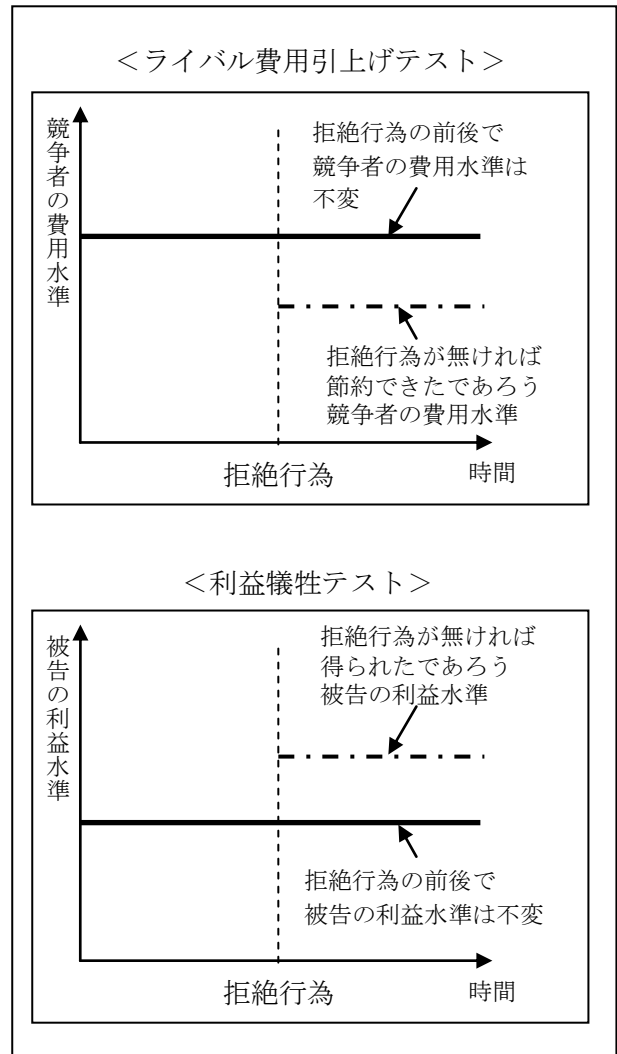 ＜ライバル費用引上げテスト＞
競争者の費用水準
拒絶行為の前後で
競争者の費用水準は
不変
拒絶行為が無ければ
節約できたであろう
競争者の費用水準
拒絶行為
時間
＜利益犠牲テスト＞
被告の利益水準
拒絶行為が無ければ
得られたであろう
被告の利益水準
拒絶行為の前後で
被告の利益水準は不変
拒絶行為
時間